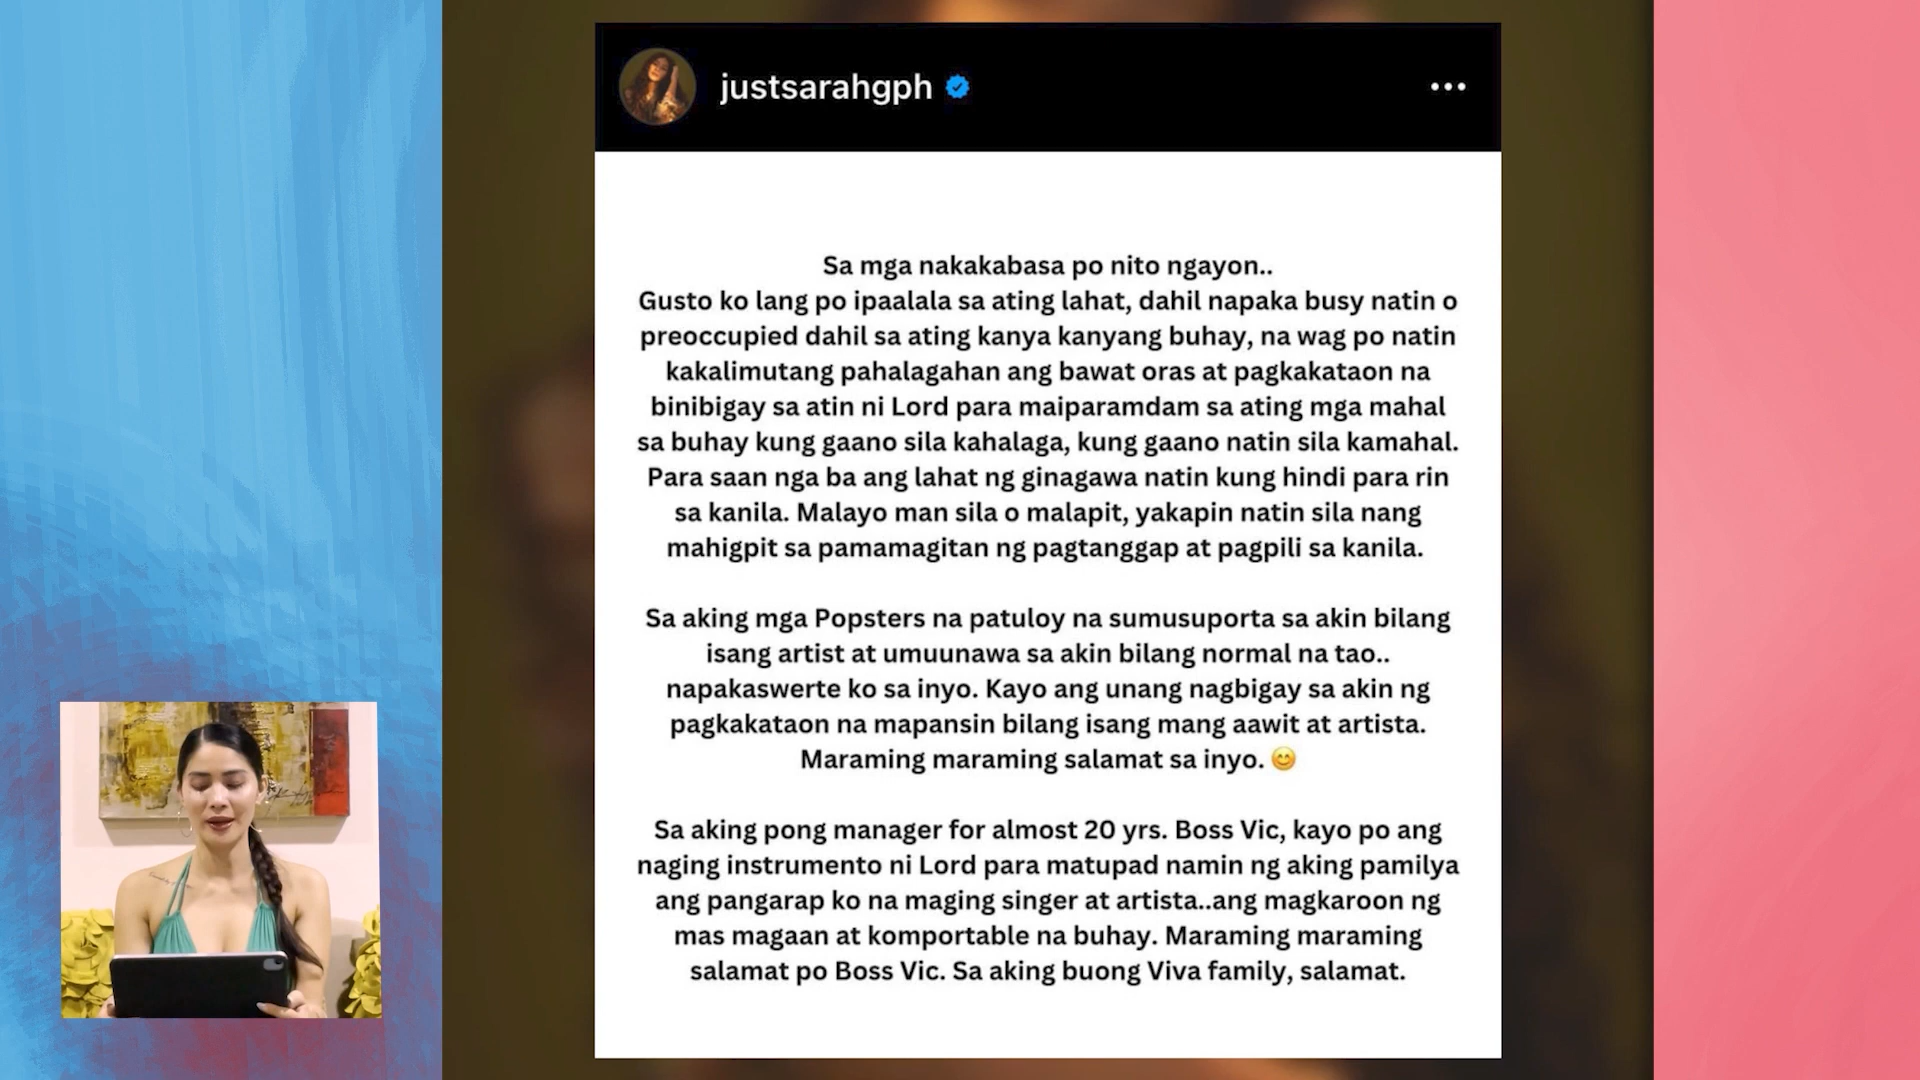 justsarahgph
Sa mga nakakabasa po nito ngayon..
Gusto ko lang po ipaalala sa ating lahat, dahil napaka busy natin o
preoccupied dahil sa ating kanya kanyang buhay, na wag po natin
kakalimutang pahalagahan ang bawat oras at pagkakataon na
binibigay sa atin ni Lord para maiparamdam sa ating mga mahal
sa buhay kung gaano sila kahalaga, kung gaano natin sila kamahal.
Para saan nga ba ang lahat ng ginagawa natin kung hindi para rin
sa kanila. Malayo man sila o malapit, yakapin natin sila nang
mahigpit sa pamamagitan ng pagtanggap at pagpili sa kanila.
Sa aking mga Popsters na patuloy na sumusuporta sa akin bilang
isang artist at umuunawa sa akin bilang normal na tao..
napakaswerte ko sa inyo. Kayo ang unang nagbigay sa akin ng
pagkakataon na mapansin bilang isang mang aawit at artista.
Maraming maraming salamat sa inyo. 😊
Sa aking pong manager for almost 20 yrs. Boss Vic, kayo po ang
naging instrumento ni Lord para matupad namin ng aking pamilya
ang pangarap ko na maging singer at artista..ang magkaroon ng
mas magaan at komportable na buhay. Maraming maraming
salamat po Boss Vic. Sa aking buong Viva family, salamat.